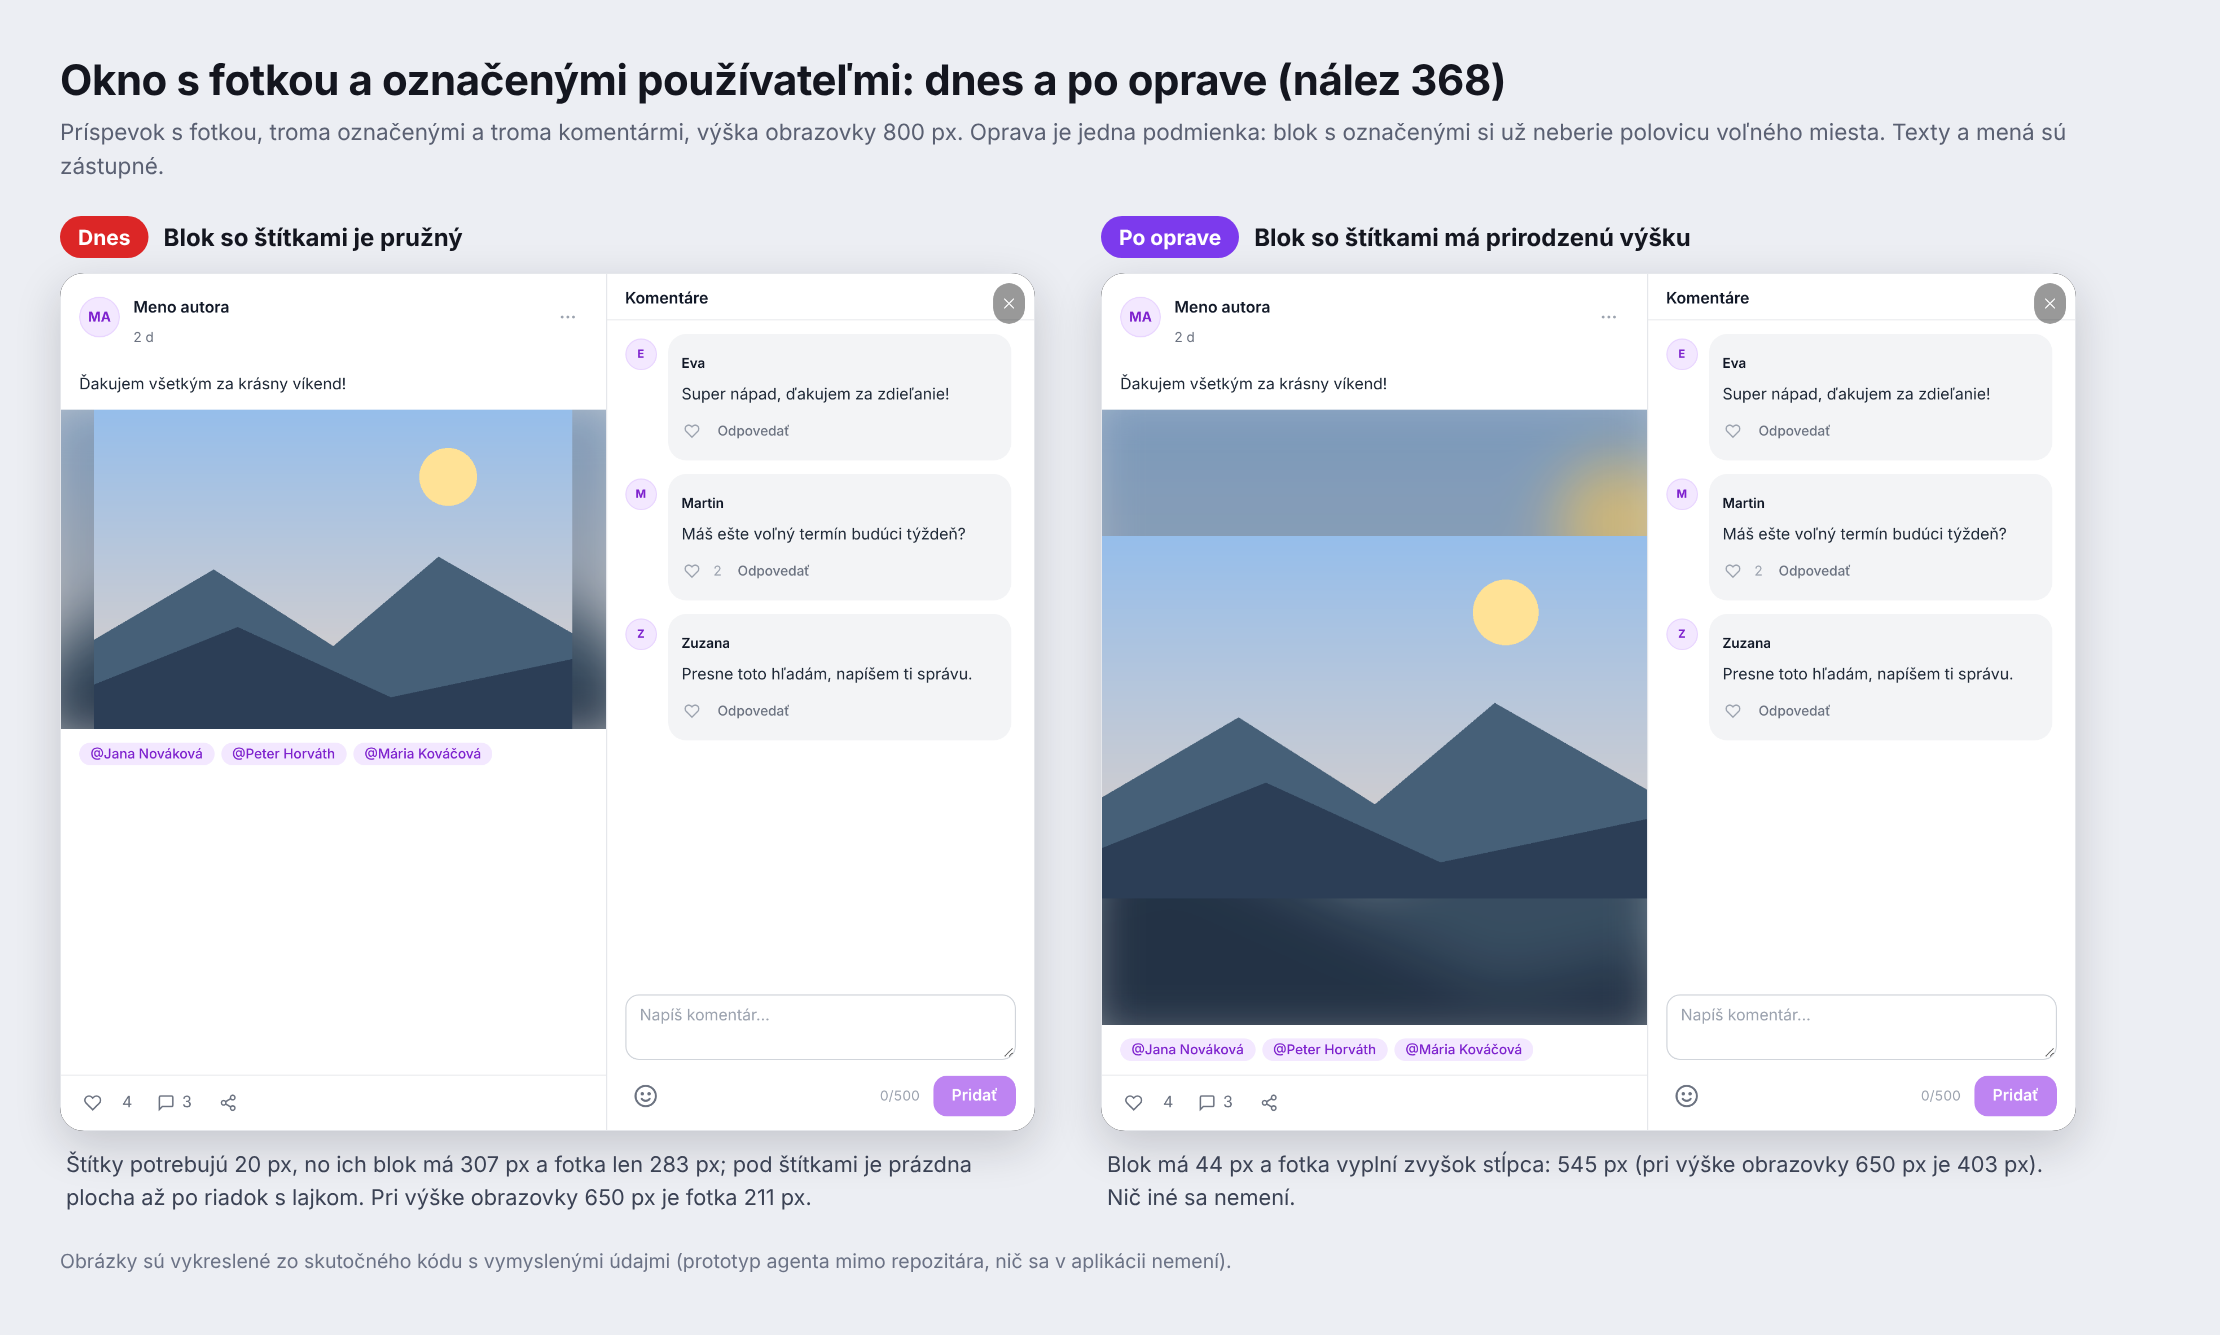 Okno s fotkou a označenými používateľmi: dnes a po oprave (nález 368)
Príspevok s fotkou, troma označenými a troma komentármi, výška obrazovky 800 px. Oprava je jedna podmienka: blok s označenými si už neberie polovicu voľného miesta. Texty a mená sú
zástupné.
Dnes Blok so štítkami je pružný
MA Meno autora
2 d
Ďakujem všetkým za krásny víkend!
@Jana Nováková @Peter Horváth @Mária Kováčová
4 3
Komentáre
E Eva
Super nápad, ďakujem za zdieľanie!
Odpovedať
M Martin
Máš ešte voľný termín budúci týždeň?
2 Odpovedať
Z Zuzana
Presne toto hľadám, napíšem ti správu.
Odpovedať
Napíš komentár...
0/500 Pridať
Štítky potrebujú 20 px, no ich blok má 307 px a fotka len 283 px; pod štítkami je prázdna
plocha až po riadok s lajkom. Pri výške obrazovky 650 px je fotka 211 px.
Po oprave Blok so štítkami má prirodzenú výšku
MA Meno autora
2 d
Ďakujem všetkým za krásny víkend!
@Jana Nováková @Peter Horváth @Mária Kováčová
4 3
Komentáre
E Eva
Super nápad, ďakujem za zdieľanie!
Odpovedať
M Martin
Máš ešte voľný termín budúci týždeň?
2 Odpovedať
Z Zuzana
Presne toto hľadám, napíšem ti správu.
Odpovedať
Napíš komentár...
0/500 Pridať
Blok má 44 px a fotka vyplní zvyšok stĺpca: 545 px (pri výške obrazovky 650 px je 403 px).
Nič iné sa nemení.
Obrázky sú vykreslené zo skutočného kódu s vymyslenými údajmi (prototyp agenta mimo repozitára, nič sa v aplikácii nemení).